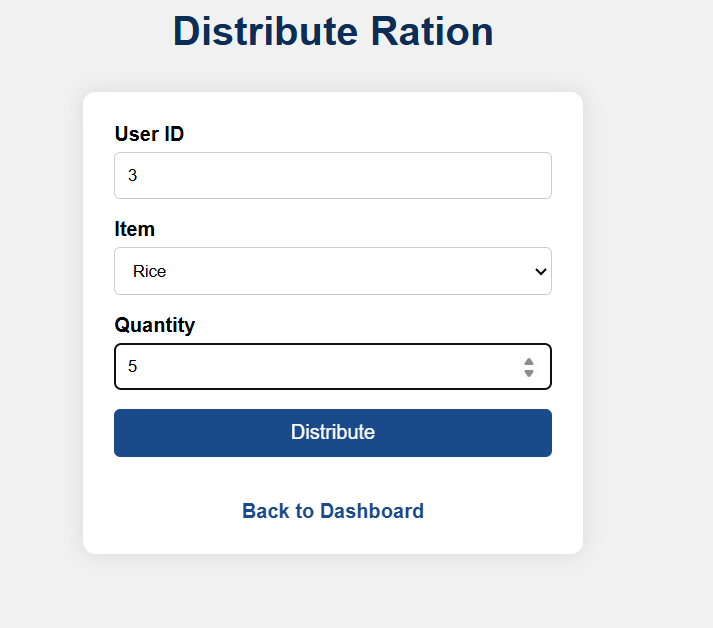 Distribute Ration
User ID
3
Item
Rice
Quantity
5
Distribute
Back to Dashboard